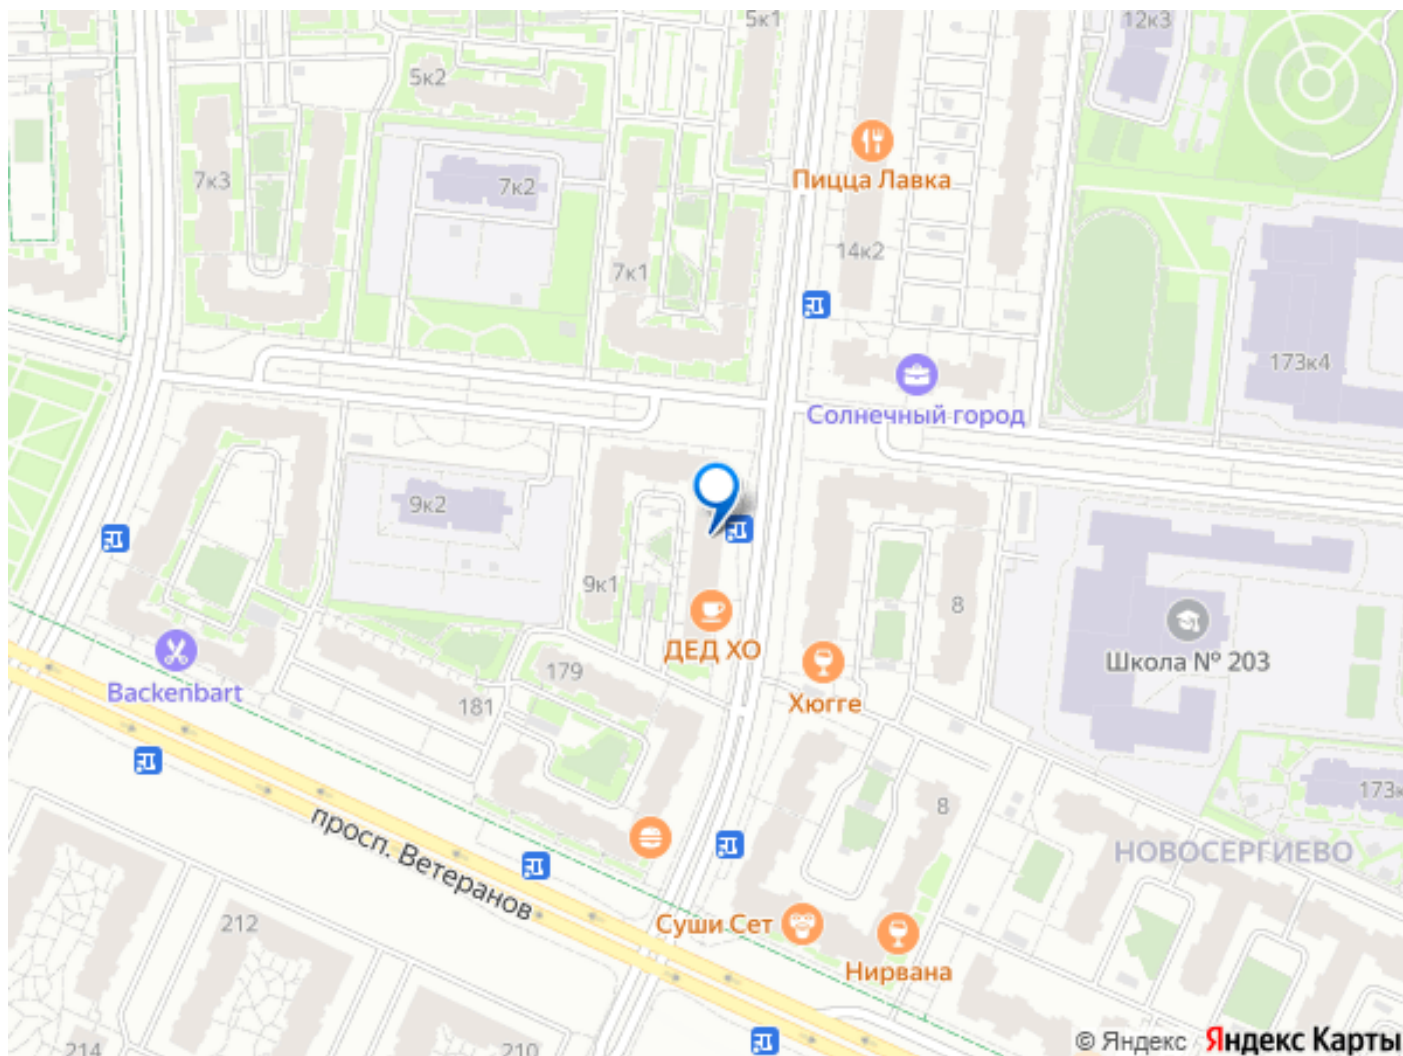 5к1
12к3
5к2
Пицца Лавка
7к3
7к2
7к1
14к2
173к4
Солнечный город
9к2
9к1
8
ДЕД ХО
Школа № 203
179
Хюгге
Backenbart
181
173к
8
просп. Ветеранов
НОВОСЕРГИЕВО
212
Суши Сет
Нирвана
214
210
© Яндекс Яндекс Карты